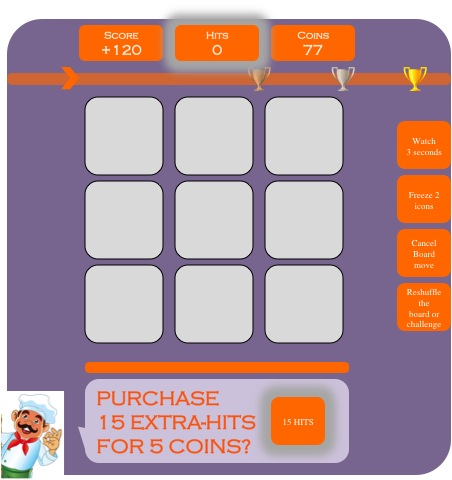 Score
+120
Hits
0
Coins
77
Watch
3 seconds
Freeze 2
icons
Cancel
Board
move
Reshuffle
the
board or
challenge
PURCHASE
15 EXTRA-HITS
FOR 5 COINS?
15 HITS